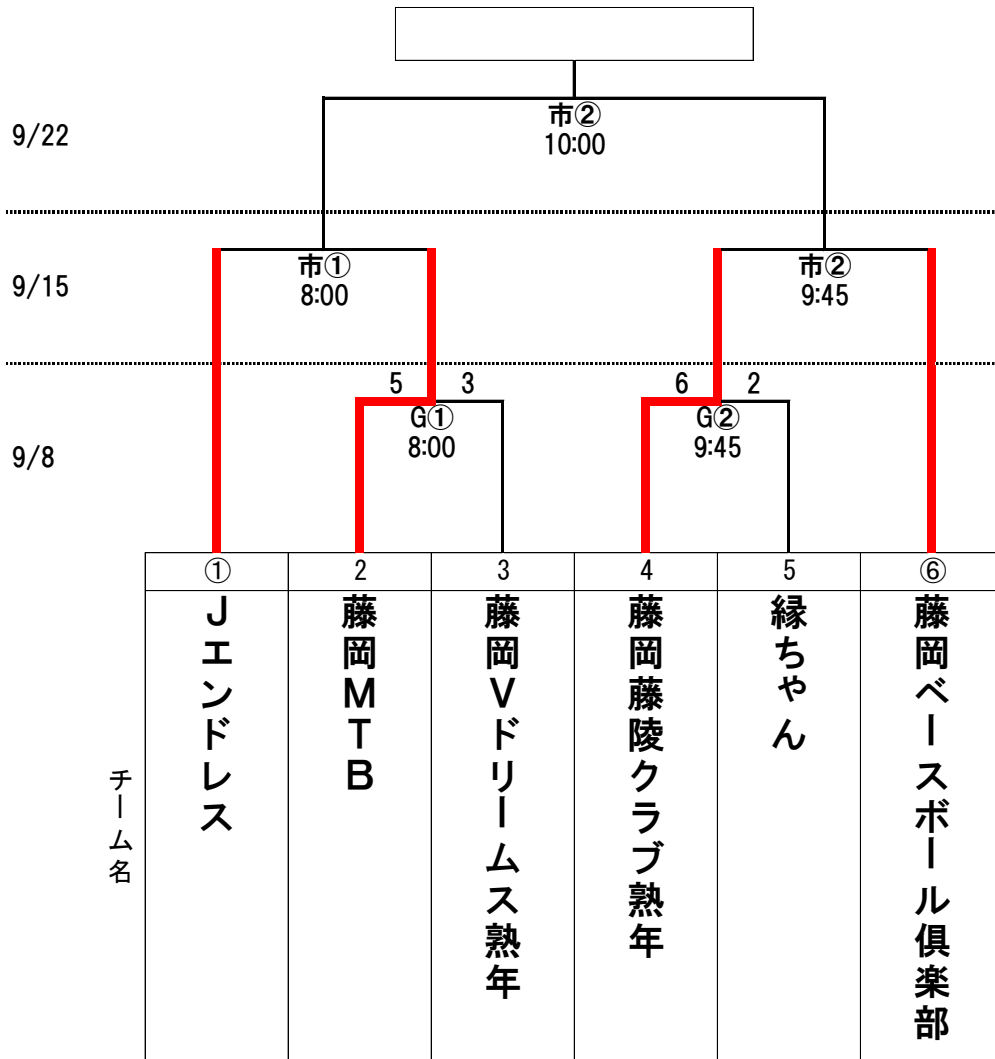 9/22
市②
10:00
9/15
市①
8:00
市②
9:45
9/8
5 3
G①
8:00
6 2
G②
9:45
① 2 3 4 5 ⑥
チーム名
Jエンドレス
藤岡MTB
藤岡Vドリームス熟年
藤岡藤陵クラブ熟年
縁ちゃん
藤岡ベースボール倶楽部